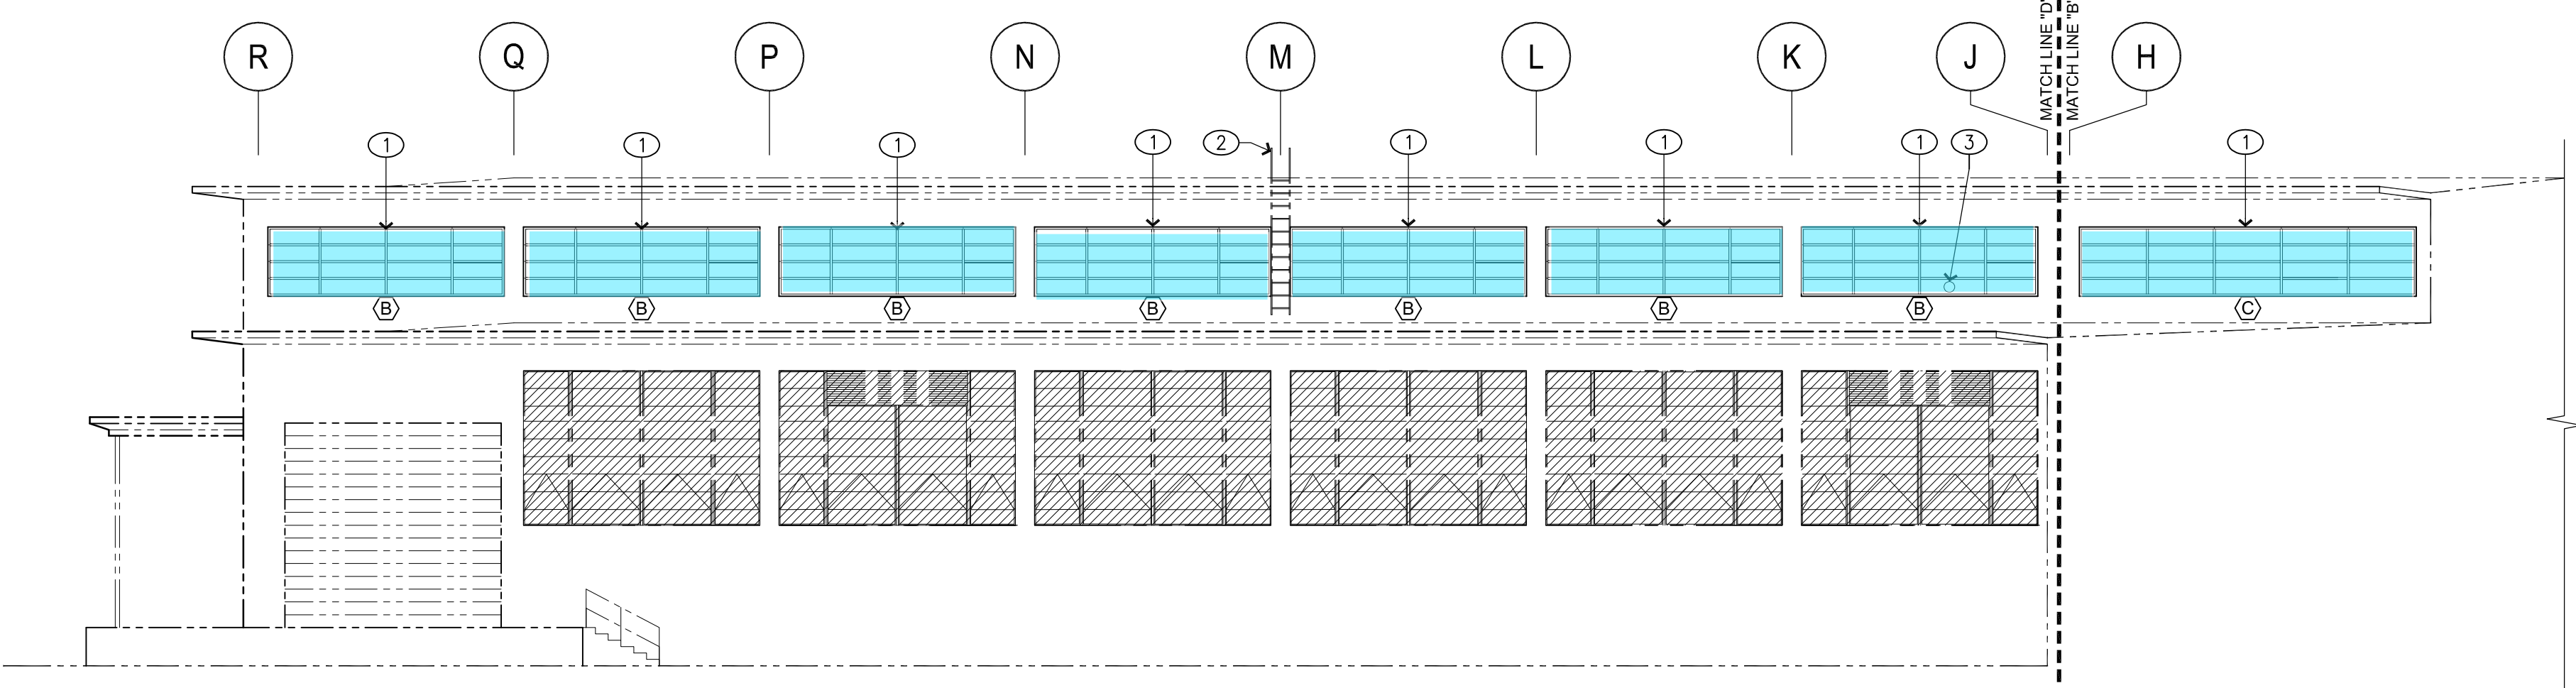 R Q P N M L K J H
MATCH LINE "D"
MATCH LINE "B"
1 1 1 1 2 1 1 1 3 1
B B B B B B B C